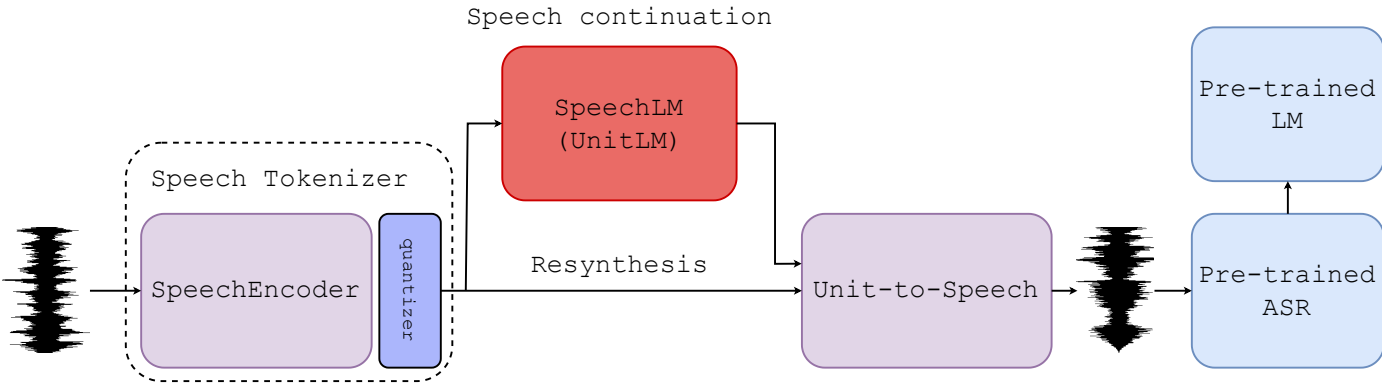 Speech continuation
SpeechLM
(UnitLM)
Pre-trained
LM
Speech Tokenizer
SpeechEncoder
quantizer
Resynthesis
Unit-to-Speech
Pre-trained
ASR